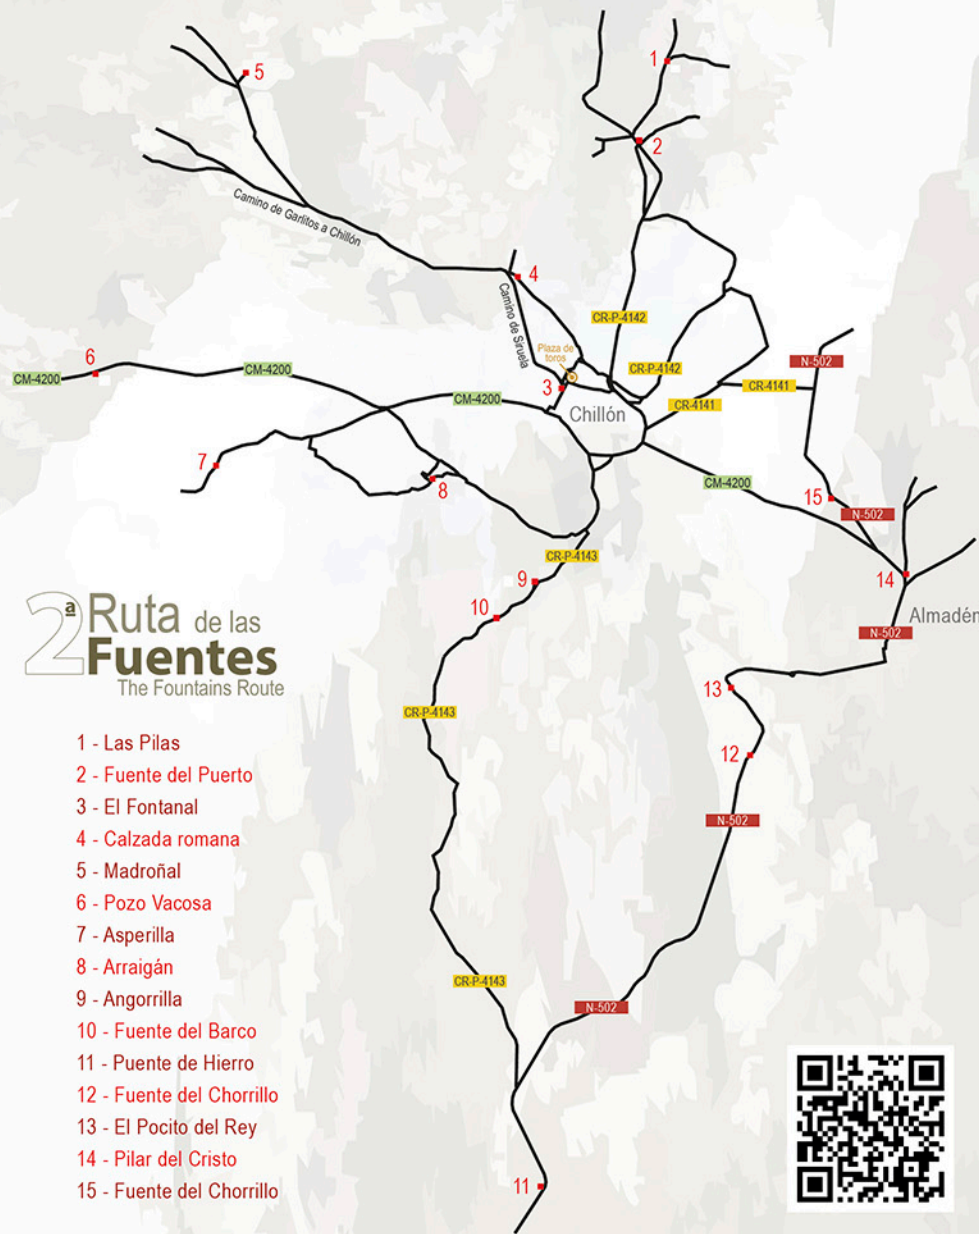 1
5
2
Camino de Garlitos a Chillón
4
Camino de Siruela
CR-P-4142
Plaza de
toros
6
CM-4200
CM-4200
CR-P-4142
N-502
CM-4200
3
CR-4141
CR-4141
Chillón
7
8
CM-4200
15
N-502
CR-P-4143
9
14
10
Almadén
N-502
2ª Ruta de las
Fuentes
The Fountains Route
13
CR-P-4143
12
N-502
1 - Las Pilas
2 - Fuente del Puerto
3 - El Fontanal
4 - Calzada romana
5 - Madroñal
6 - Pozo Vacosa
7 - Asperilla
8 - Arraigán
9 - Angorrilla
10 - Fuente del Barco
11 - Puente de Hierro
12 - Fuente del Chorrillo
13 - El Pocito del Rey
14 - Pilar del Cristo
15 - Fuente del Chorrillo
CR-P-4143
N-502
11